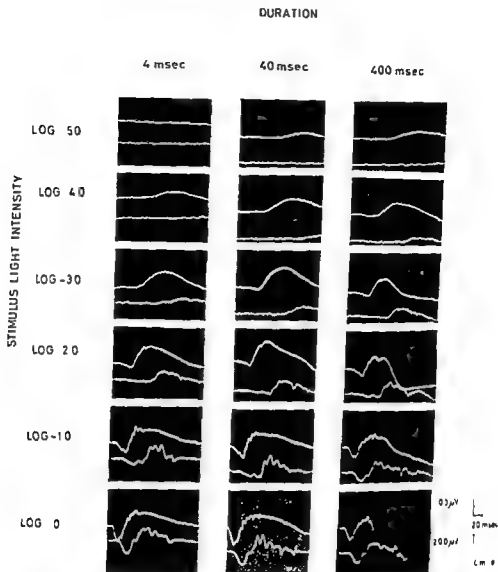 DURATION
4 msec 40 msec 400 msec
LOG 50
LOG 40
LOG-30
LOG 20
LOG-10
LOG 0
STIMULUS LIGHT INTENSITY
20 msec